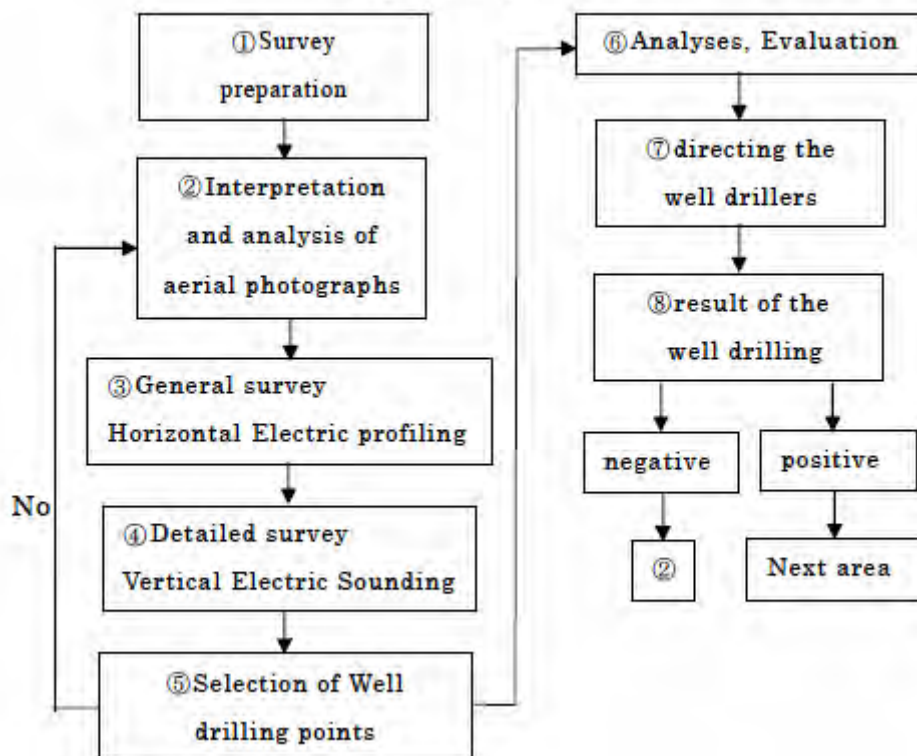 ①Survey
preparation
②Interpretation
and analysis of
aerial photographs
③General survey
Horizontal Electric profiling
No
④Detailed survey
Vertical Electric Sounding
⑤Selection of Well
drilling points
⑥Analyses, Evaluation
⑦directing the
well drillers
⑧result of the
well drilling
negative
positive
②
Next area